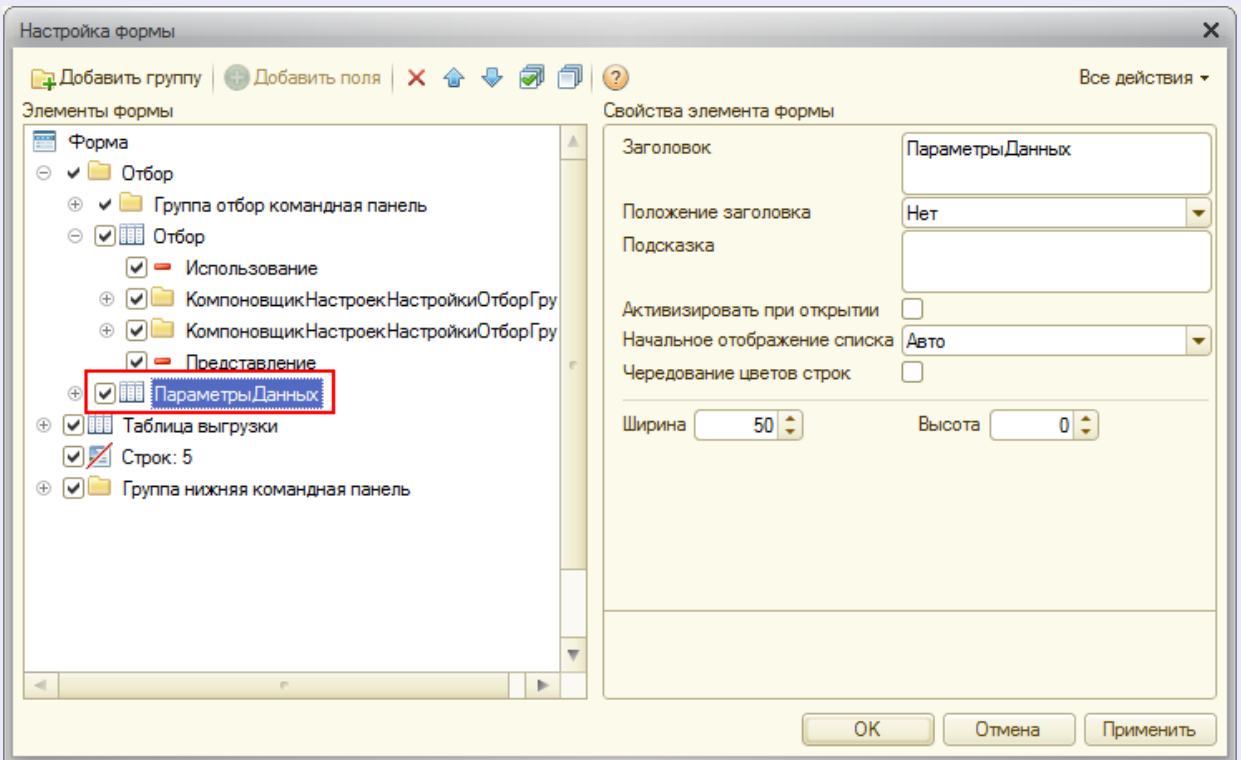 Настройка формы
Добавить группу Добавить поля Все действия
Элементы формы
Форма
Отбор
Группа отбор командная панель
Отбор
Использование
КомпоновщикНастроекНастройкиОтборГру
КомпоновщикНастроекНастройкиОтборГру
Представление
ПараметрыДанных
Таблица выгрузки
Строк: 5
Группа нижняя командная панель
Свойства элемента формы
Заголовок ПараметрыДанных
Положение заголовка Нет
Подсказка
Активизировать при открытии
Начальное отображение списка Авто
Чередование цветов строк
Ширина 50 Высота 0
OK Отмена Применить